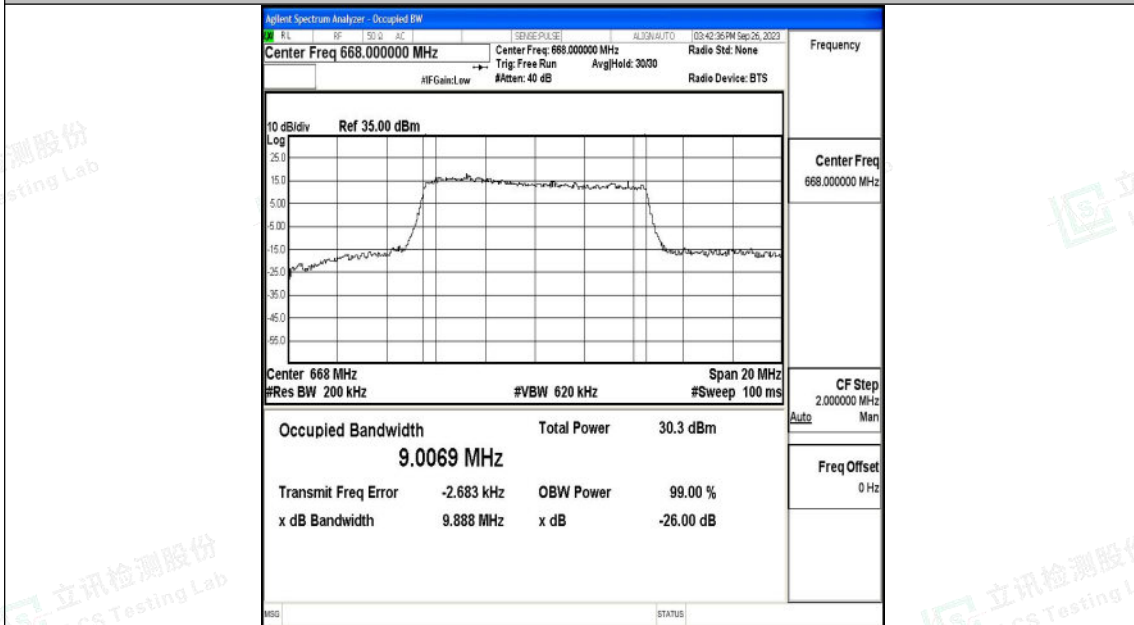 Agilent Spectrum Analyzer - Occupied BW
RL RF 50 Ω AC SENSE:PULSE ALIGNAUTO 03:42:36 PM Sep 26, 2023
Center Freq 668.000000 MHz
Center Freq: 668.000000 MHz
Radio Std: None
Trig: Free Run Avg|Hold: 30/30
#IFGain:Low
#Atten: 40 dB
Radio Device: BTS
Frequency
10 dB/div Ref 35.00 dBm
Log
25.0
15.0
5.00
-5.00
-15.0
-25.0
-35.0
-45.0
-55.0
Center Freq
668.000000 MHz
Center 668 MHz
Span 20 MHz
#Res BW 200 kHz
#VBW 620 kHz
#Sweep 100 ms
CF Step
2.000000 MHz
Auto Man
Occupied Bandwidth
Total Power 30.3 dBm
9.0069 MHz
Freq Offset
0 Hz
Transmit Freq Error -2.683 kHz OBW Power 99.00 %
x dB Bandwidth 9.888 MHz x dB -26.00 dB
MSG
STATUS
测股份
sting Lab
立讯检测股份
CS Testing Lab
立讯检测股
CS Testing L